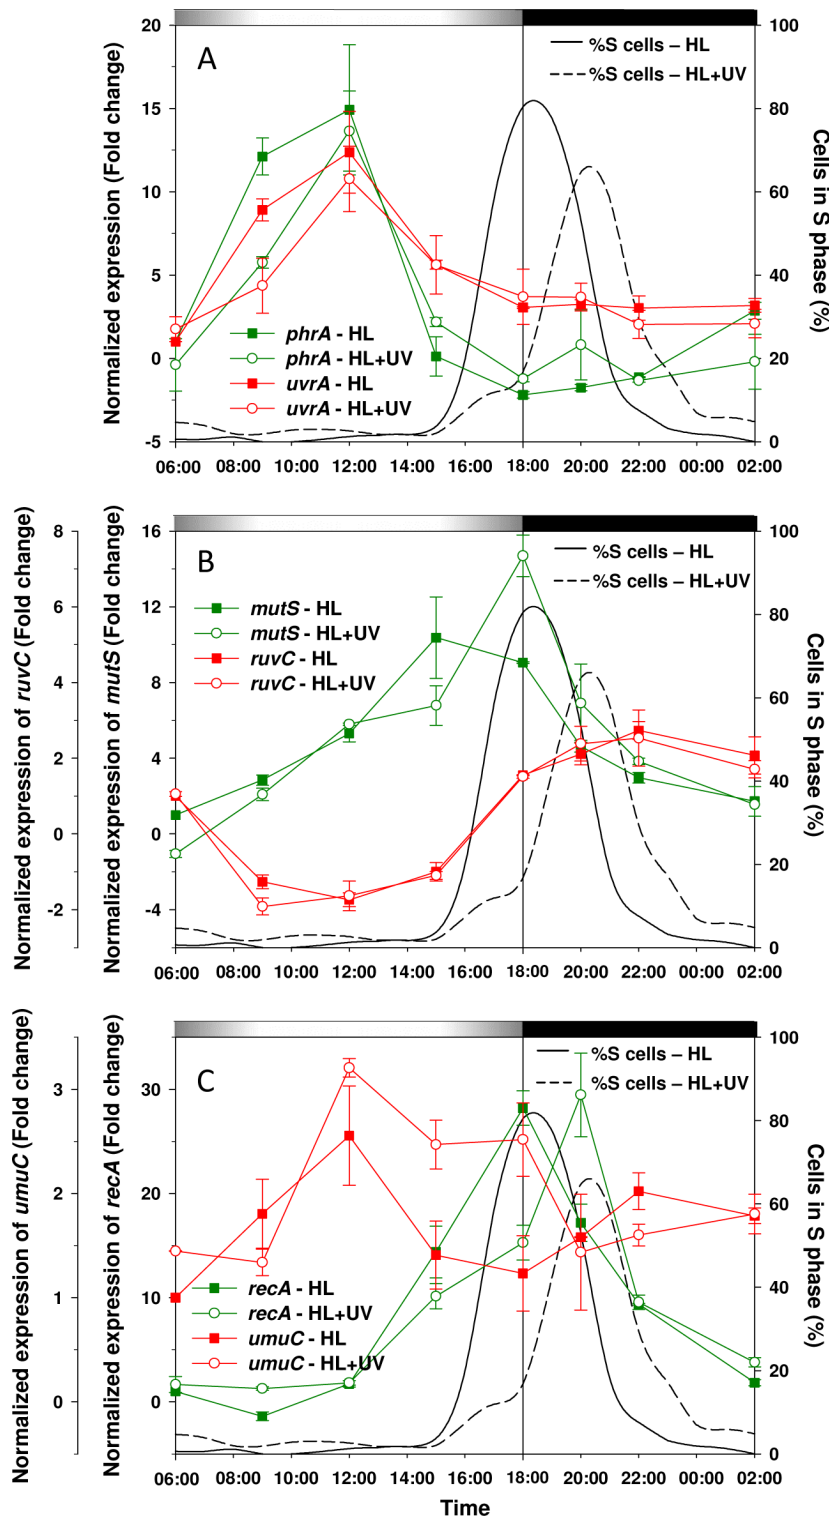 A
Normalized expression (Fold change)
20
15
10
5
0
-5
100
80
60
40
20
0
Cells in S phase (%)
%S cells – HL
%S cells – HL+UV
phrA - HL
phrA - HL+UV
uvrA - HL
uvrA - HL+UV
06:00 08:00 10:00 12:00 14:00 16:00 18:00 20:00 22:00 00:00 02:00
B
Normalized expression of ruvC (Fold change)
8
6
4
2
0
-2
Normalized expression of mutS (Fold change)
16
12
8
4
0
-4
100
80
60
40
20
0
Cells in S phase (%)
%S cells – HL
%S cells – HL+UV
mutS - HL
mutS - HL+UV
ruvC - HL
ruvC - HL+UV
06:00 08:00 10:00 12:00 14:00 16:00 18:00 20:00 22:00 00:00 02:00
C
Normalized expression of umuC (Fold change)
3
2
1
0
Normalized expression of recA (Fold change)
30
20
10
0
100
80
60
40
20
0
Cells in S phase (%)
%S cells – HL
%S cells – HL+UV
recA - HL
recA - HL+UV
umuC - HL
umuC - HL+UV
06:00 08:00 10:00 12:00 14:00 16:00 18:00 20:00 22:00 00:00 02:00
Time